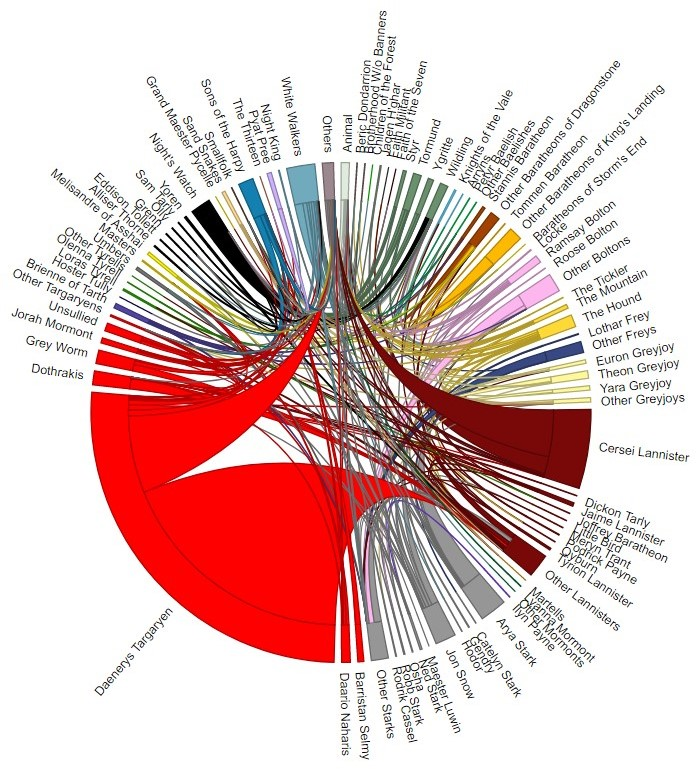 Animal
Beric Dondarrion
Brotherhood W/o Banners
Children of the Forest
Jaqen H'ghar
Faith Militant
Faith of the Seven
Styr
Tormund
Ygritte
Wildling
Knights of the Vale
Arryns
Petyr Baelish
Other Baelishes
Stannis Baratheon
Other Baratheons of Dragonstone
Tommen Baratheon
Other Baratheons of King's Landing
Baratheons of Storm's End
Locke
Ramsay Bolton
Roose Bolton
Other Boltons
The Tickler
The Mountain
The Hound
Lothar Frey
Other Freys
Euron Greyjoy
Theon Greyjoy
Yara Greyjoy
Other Greyjoys
Cersei Lannister
Dickon Tarly
Jaime Lannister
Joffrey Baratheon
Little Bird
Meryn Trant
Podrick Payne
Qyburn
Tyrion Lannister
Other Lannisters
Martells
Lyanna Mormont
Other Mormonts
Ilyn Payne
Arya Stark
Catelyn Stark
Gendry
Hodor
Jon Snow
Maester Luwin
Ned Stark
Osha
Robb Stark
Rodrik Cassel
Other Starks
Barristan Selmy
Daario Naharis
Daenerys Targaryen
Dothrakis
Grey Worm
Jorah Mormont
Unsullied
Other Targaryens
Brienne of Tarth
Hoster Tully
Loras Tyrell
Olenna Tyrell
Other Tyrells
Umbers
Masters
Melisandre of Asshai
Alliser Thorne
Eddison Tollett
Grenn
Olly
Sam Tarly
Yoren
Night's Watch
Grand Maester Pycelle
Sand Snakes
Smallfolk
Sons of the Harpy
The Thirteen
Pyat Pree
Night King
White Walkers
Others